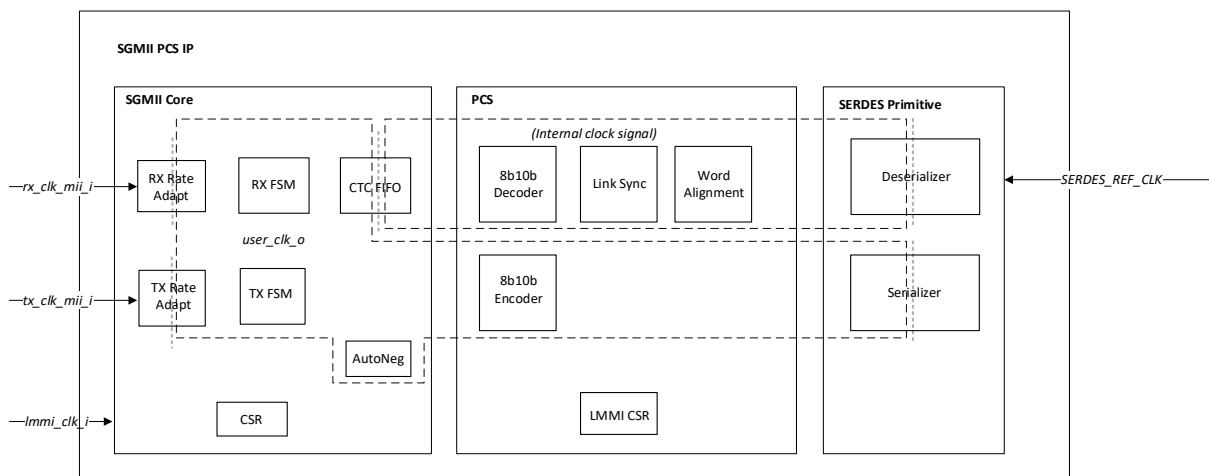 SGMII PCS IP
SGMII Core
PCS
SERDES Primitive
(Internal clock signal)
rx_clk_mii_i
RX Rate
Adapt
RX FSM
CTC FIFO
8b10b
Decoder
Link Sync
Word
Alignment
Deserializer
SERDES_REF_CLK
user_clk_o
tx_clk_mii_i
TX Rate
Adapt
TX FSM
8b10b
Encoder
Serializer
AutoNeg
lmmi_clk_i
CSR
LMMI CSR